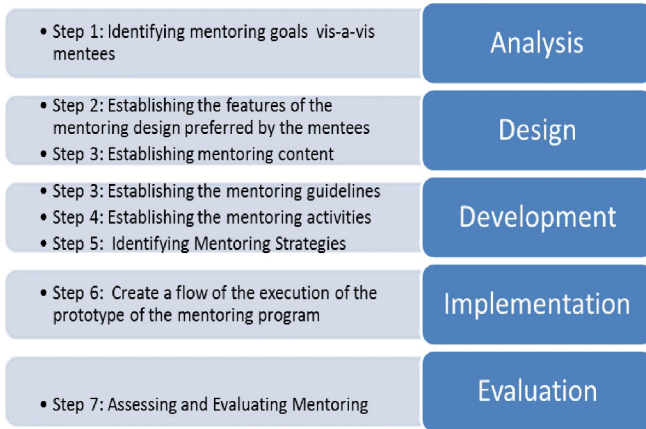 • Step 1: Identifying mentoring goals vis-a-vis
mentees
Analysis
• Step 2: Establishing the features of the
mentoring design preferred by the mentees
• Step 3: Establishing mentoring content
Design
• Step 3: Establishing the mentoring guidelines
• Step 4: Establishing the mentoring activities
• Step 5: Identifying Mentoring Strategies
Development
• Step 6: Create a flow of the execution of the
prototype of the mentoring program
Implementation
• Step 7: Assessing and Evaluating Mentoring
Evaluation